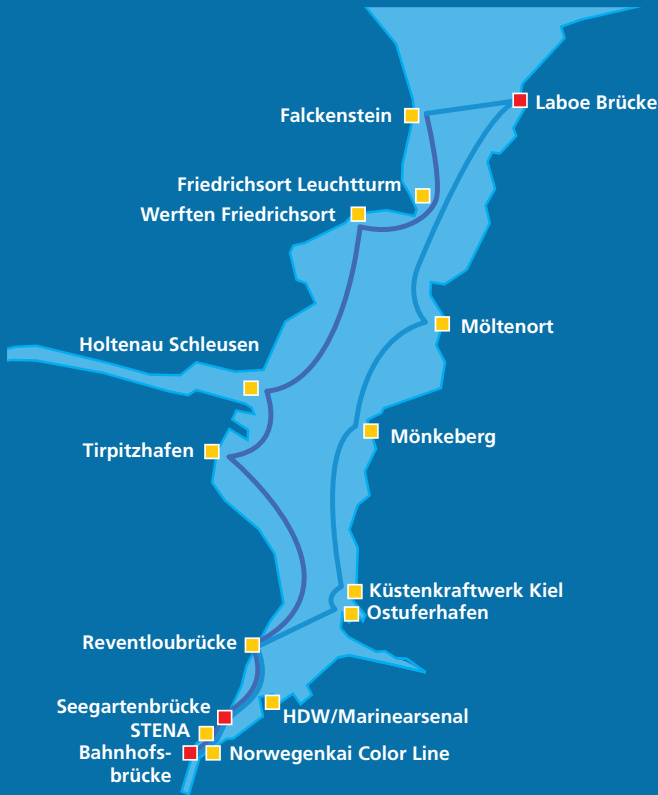 Laboe Brücke
Falckenstein
Friedrichsort Leuchtturm
Werften Friedrichsort
Möltenort
Holtenau Schleusen
Mönkeberg
Tirpitzhafen
Küstenkraftwerk Kiel
Ostuferhafen
Reventloubrücke
Seegartenbrücke
HDW/Marinearsenal
STENA
Bahnhofs-
brücke
Norwegenkai Color Line